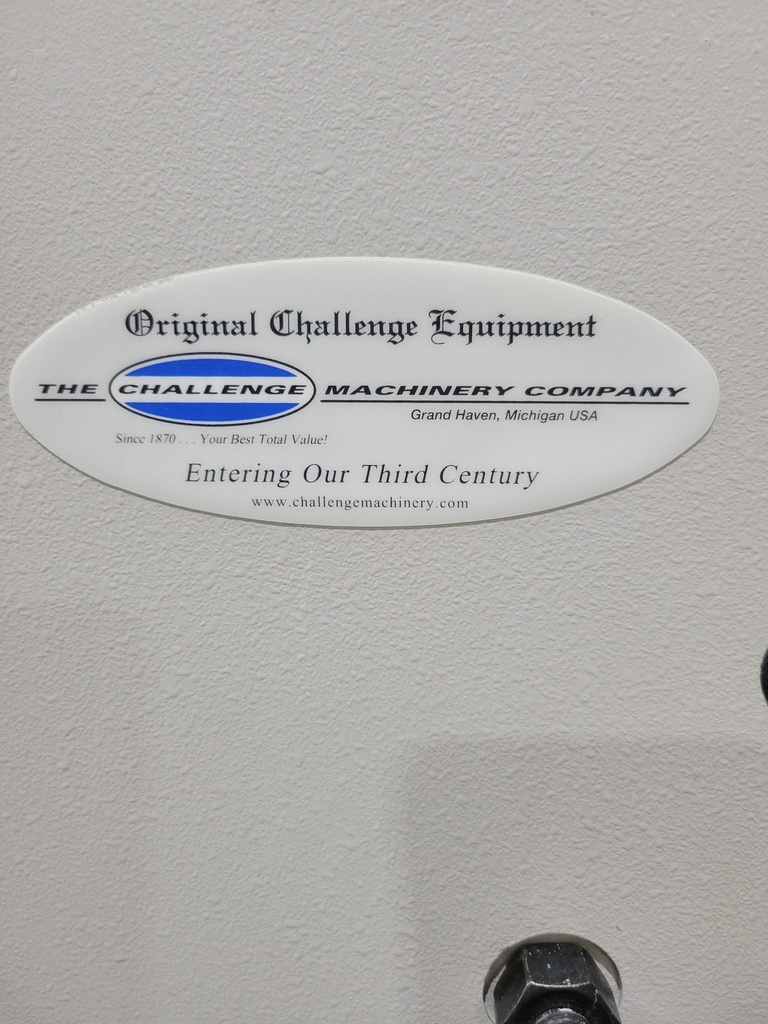 Original Challenge Equipment
THE CHALLENGE MACHINERY COMPANY
Grand Haven, Michigan USA
Since 1870 . . . Your Best Total Value!
Entering Our Third Century
www.challengemachinery.com